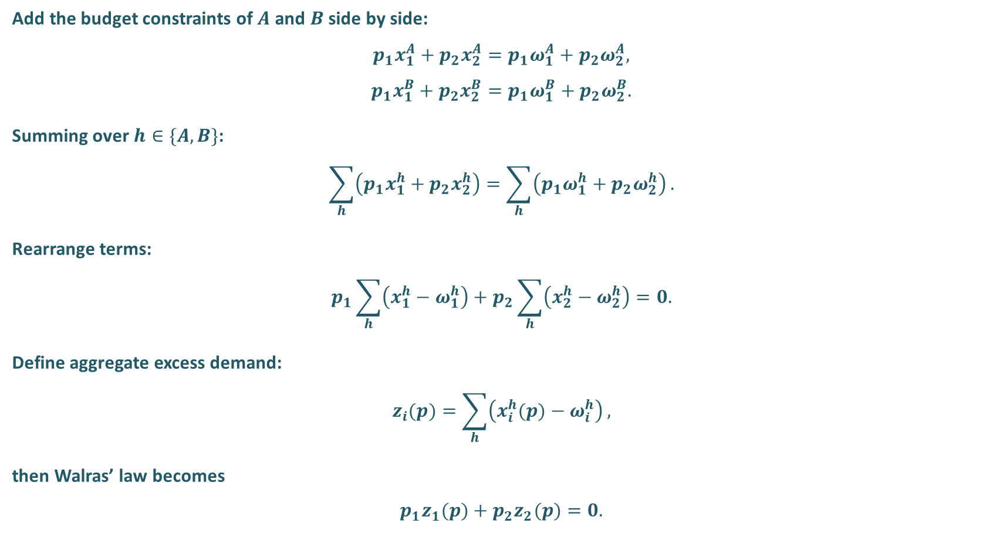 Add the budget constraints of A and B side by side:
p₁x₁ᴬ + p₂x₂ᴬ = p₁ω₁ᴬ + p₂ω₂ᴬ,
p₁x₁ᴮ + p₂x₂ᴮ = p₁ω₁ᴮ + p₂ω₂ᴮ.
Summing over h ∈ {A, B}:
∑ₕ(p₁x₁ʰ + p₂x₂ʰ) = ∑ₕ(p₁ω₁ʰ + p₂ω₂ʰ).
Rearrange terms:
p₁ ∑ₕ(x₁ʰ − ω₁ʰ) + p₂ ∑ₕ(x₂ʰ − ω₂ʰ) = 0.
Define aggregate excess demand:
zᵢ(p) = ∑ₕ(xᵢʰ(p) − ωᵢʰ),
then Walras’ law becomes
p₁z₁(p) + p₂z₂(p) = 0.